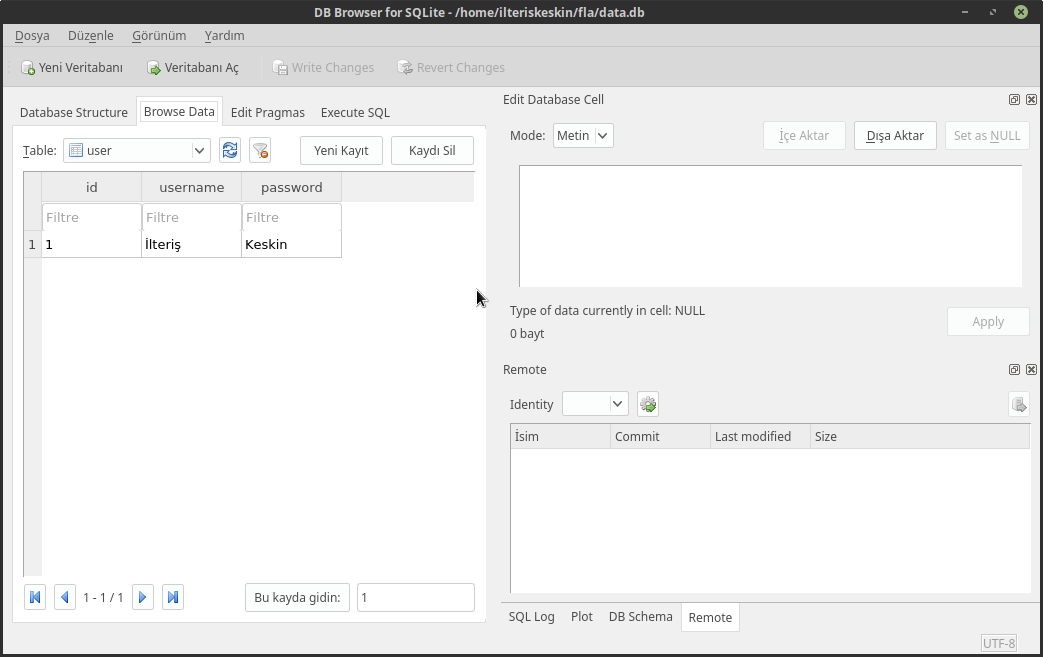 DB Browser for SQLite - /home/ilteriskeskin/fla/data.db
Dosya Düzenle Görünüm Yardım
Yeni Veritabanı Veritabanı Aç Write Changes Revert Changes
Database Structure Browse Data Edit Pragmas Execute SQL
Table: user Yeni Kayıt Kaydı Sil
id username password
Filtre Filtre Filtre
1 1 İlteriş Keskin
1 - 1 / 1 Bu kayda gidin: 1
Edit Database Cell
Mode: Metin İçe Aktar Dışa Aktar Set as NULL
Type of data currently in cell: NULL
0 bayt
Apply
Remote
Identity
İsim Commit Last modified Size
SQL Log Plot DB Schema Remote
UTF-8